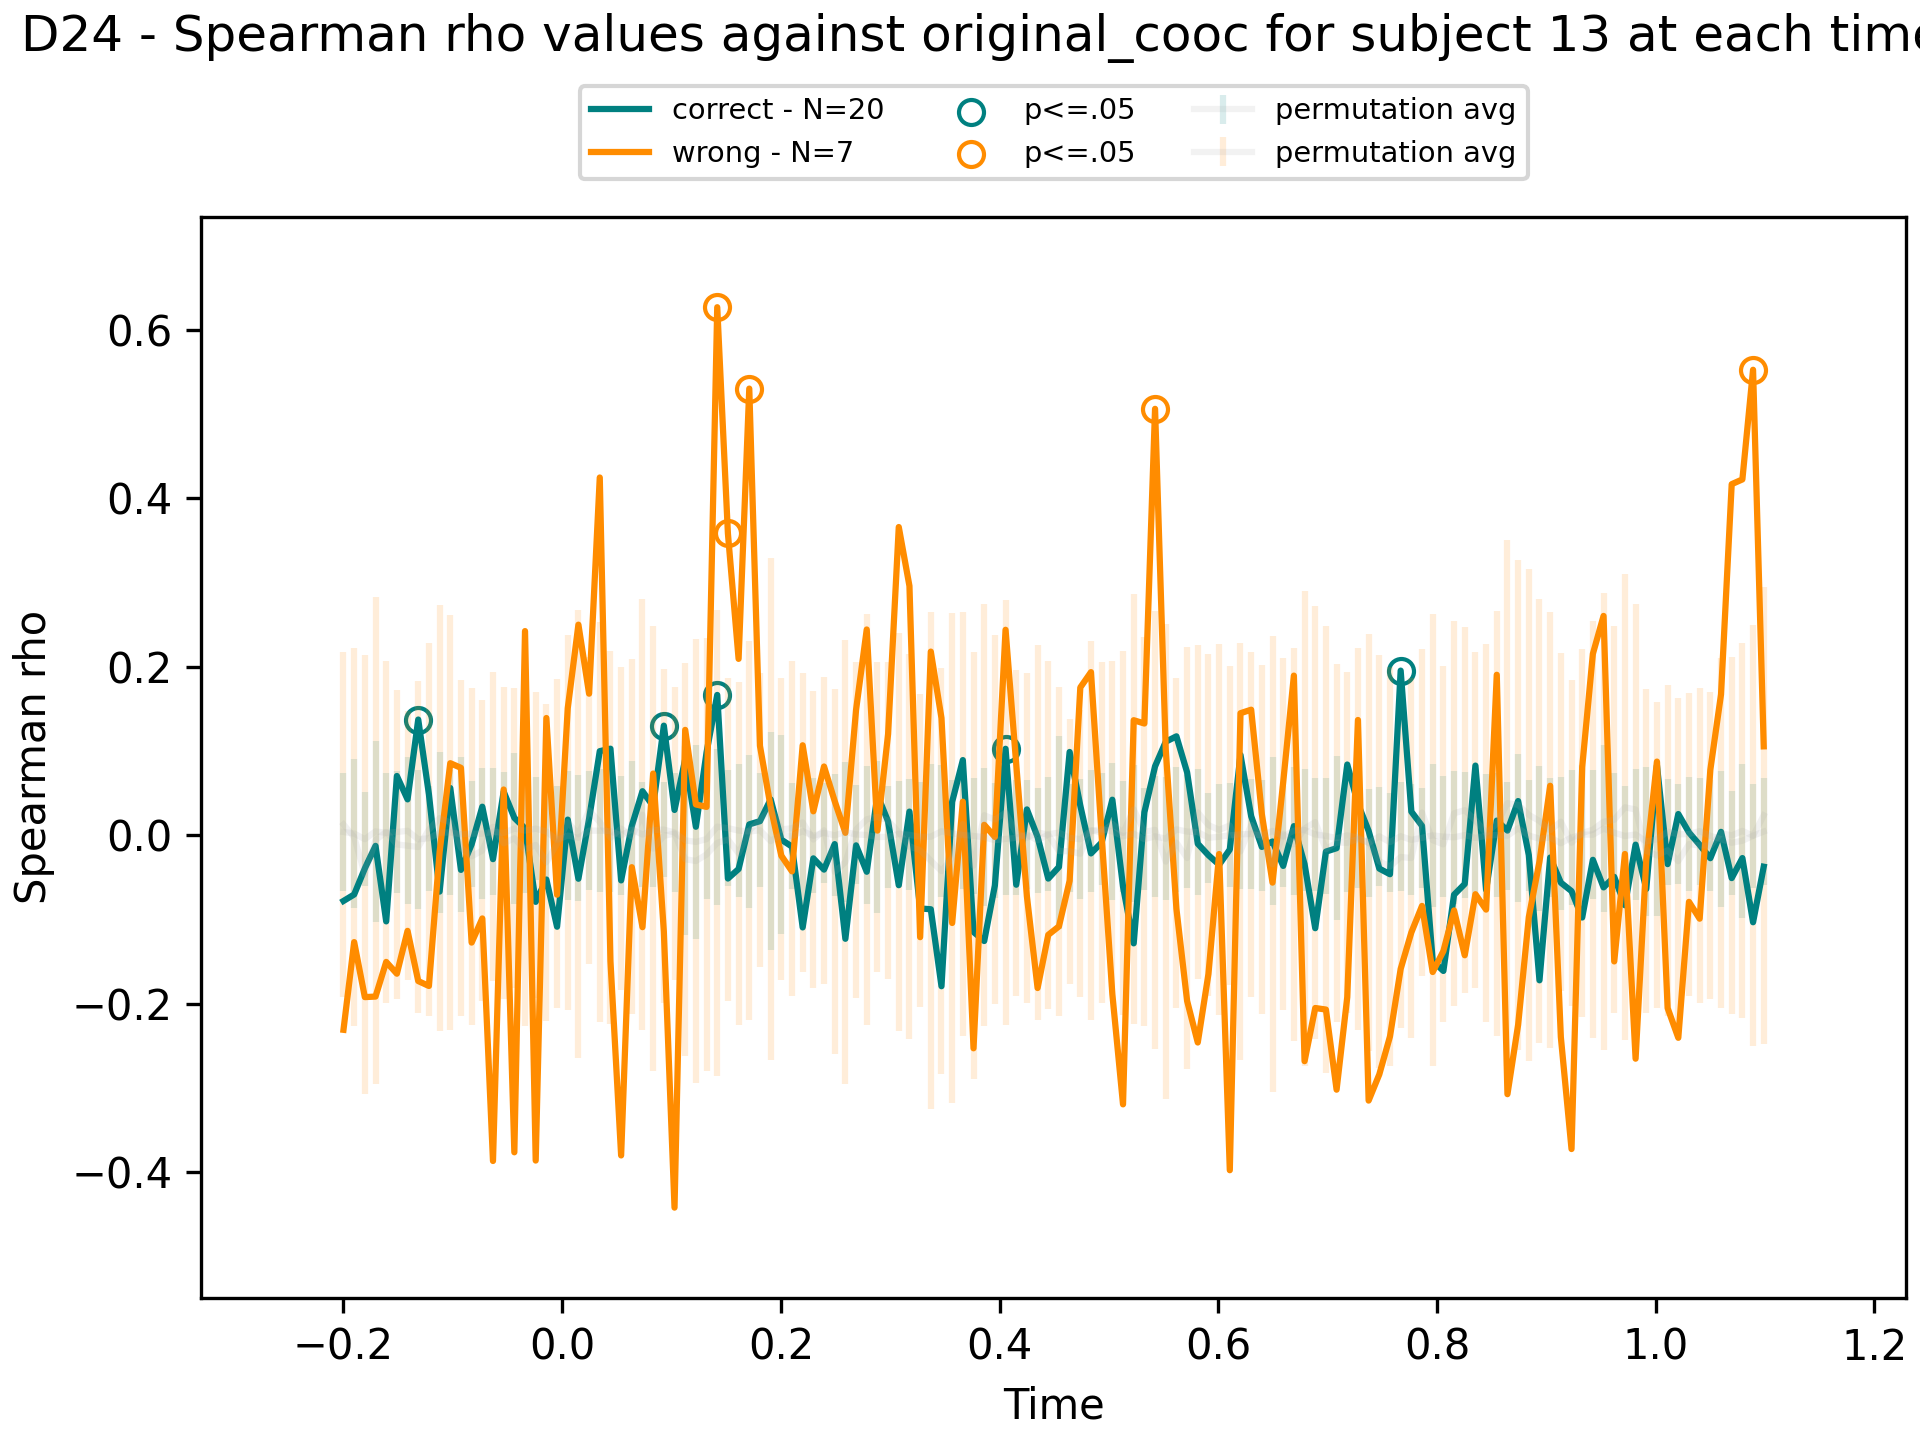 D24 - Spearman rho values against original_cooc for subject 13 at each time
correct - N=20
wrong - N=7
p<=.05
p<=.05
permutation avg
permutation avg
Spearman rho
0.6
0.4
0.2
0.0
−0.2
−0.4
−0.2 0.0 0.2 0.4 0.6 0.8 1.0 1.2
Time